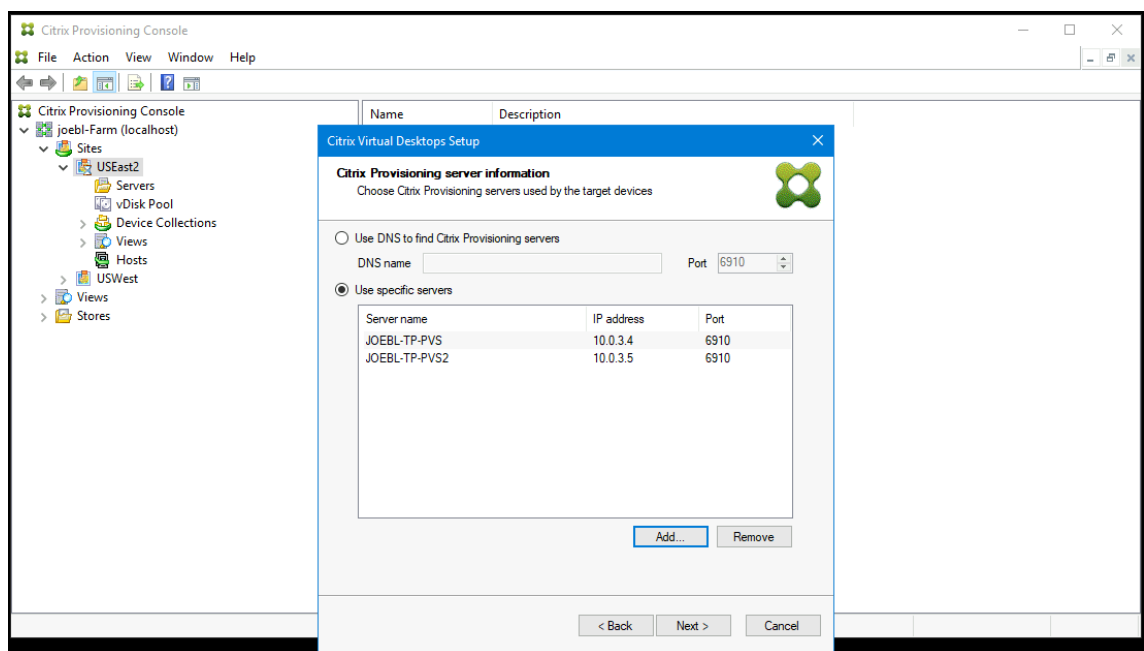 Citrix Provisioning Console
File Action View Window Help
Citrix Provisioning Console
joebl-Farm (localhost)
Sites
USEast2
Servers
vDisk Pool
Device Collections
Views
Hosts
USWest
Views
Stores
Name Description
Citrix Virtual Desktops Setup
Citrix Provisioning server information
Choose Citrix Provisioning servers used by the target devices
Use DNS to find Citrix Provisioning servers
DNS name Port 6910
Use specific servers
Server name IP address Port
JOEBL-TP-PVS 10.0.3.4 6910
JOEBL-TP-PVS2 10.0.3.5 6910
Add... Remove
< Back Next > Cancel